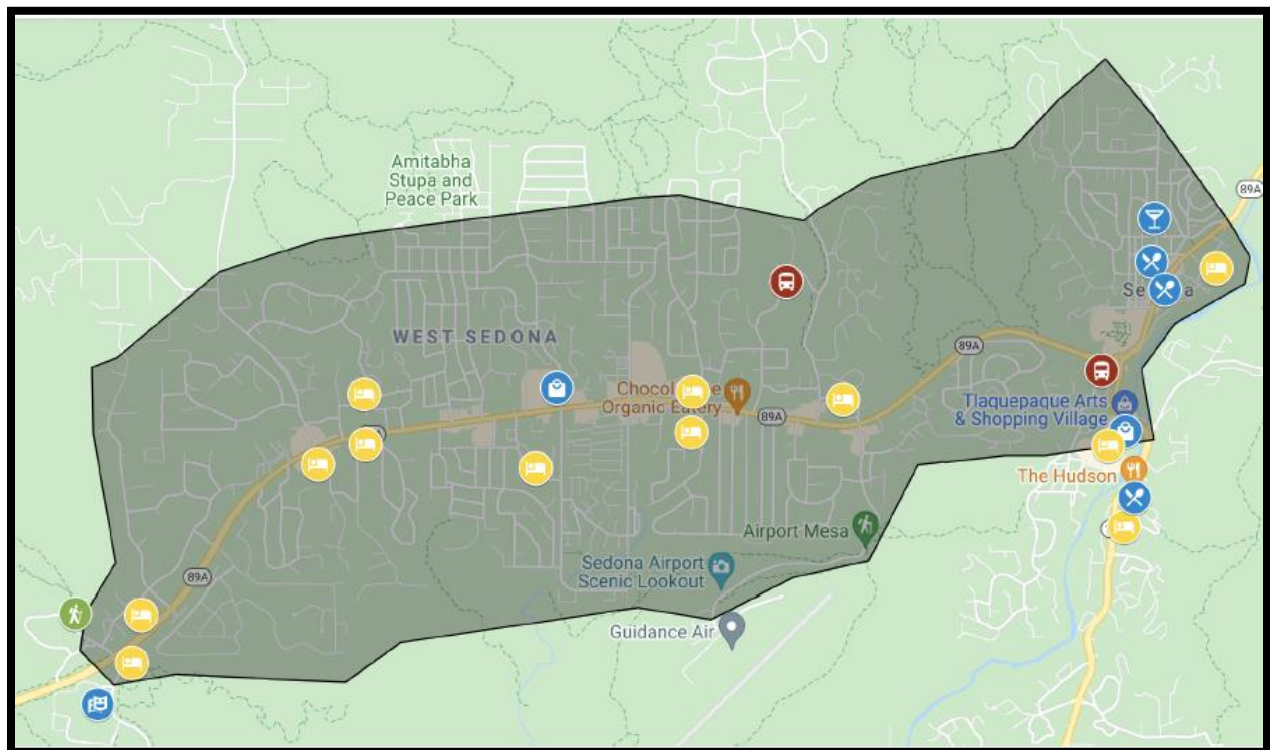 Amitabha
Stupa and
Peace Park
89A
WEST SEDONA
89A
Organic Eatery
89A
Tlaquepaque Arts
& Shopping Village
The Hudson
Airport Mesa
Sedona Airport
Scenic Lookout
89A
Guidance Air